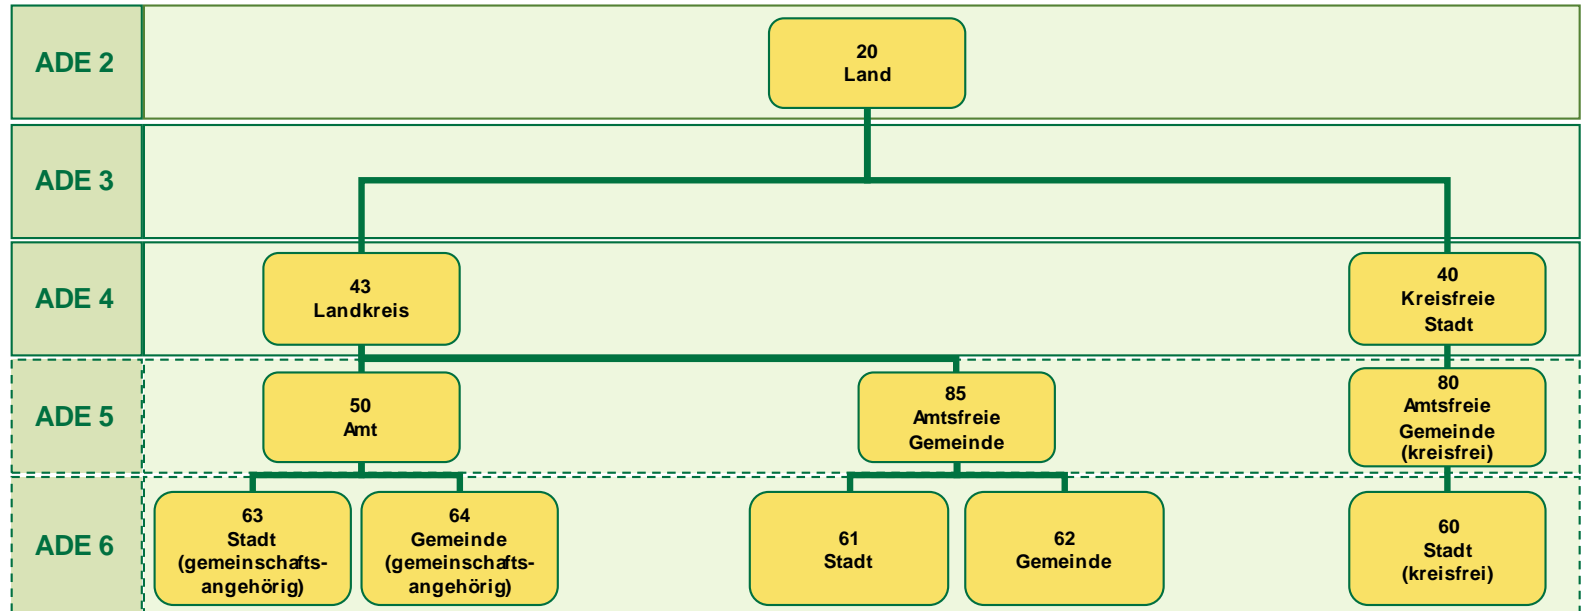 ADE 2
20
Land
ADE 3
ADE 4
43
Landkreis
40
Kreisfreie
Stadt
ADE 5
50
Amt
85
Amtsfreie
Gemeinde
80
Amtsfreie
Gemeinde
(kreisfrei)
ADE 6
63
Stadt
(gemeinschafts-
angehörig)
64
Gemeinde
(gemeinschafts-
angehörig)
61
Stadt
62
Gemeinde
60
Stadt
(kreisfrei)